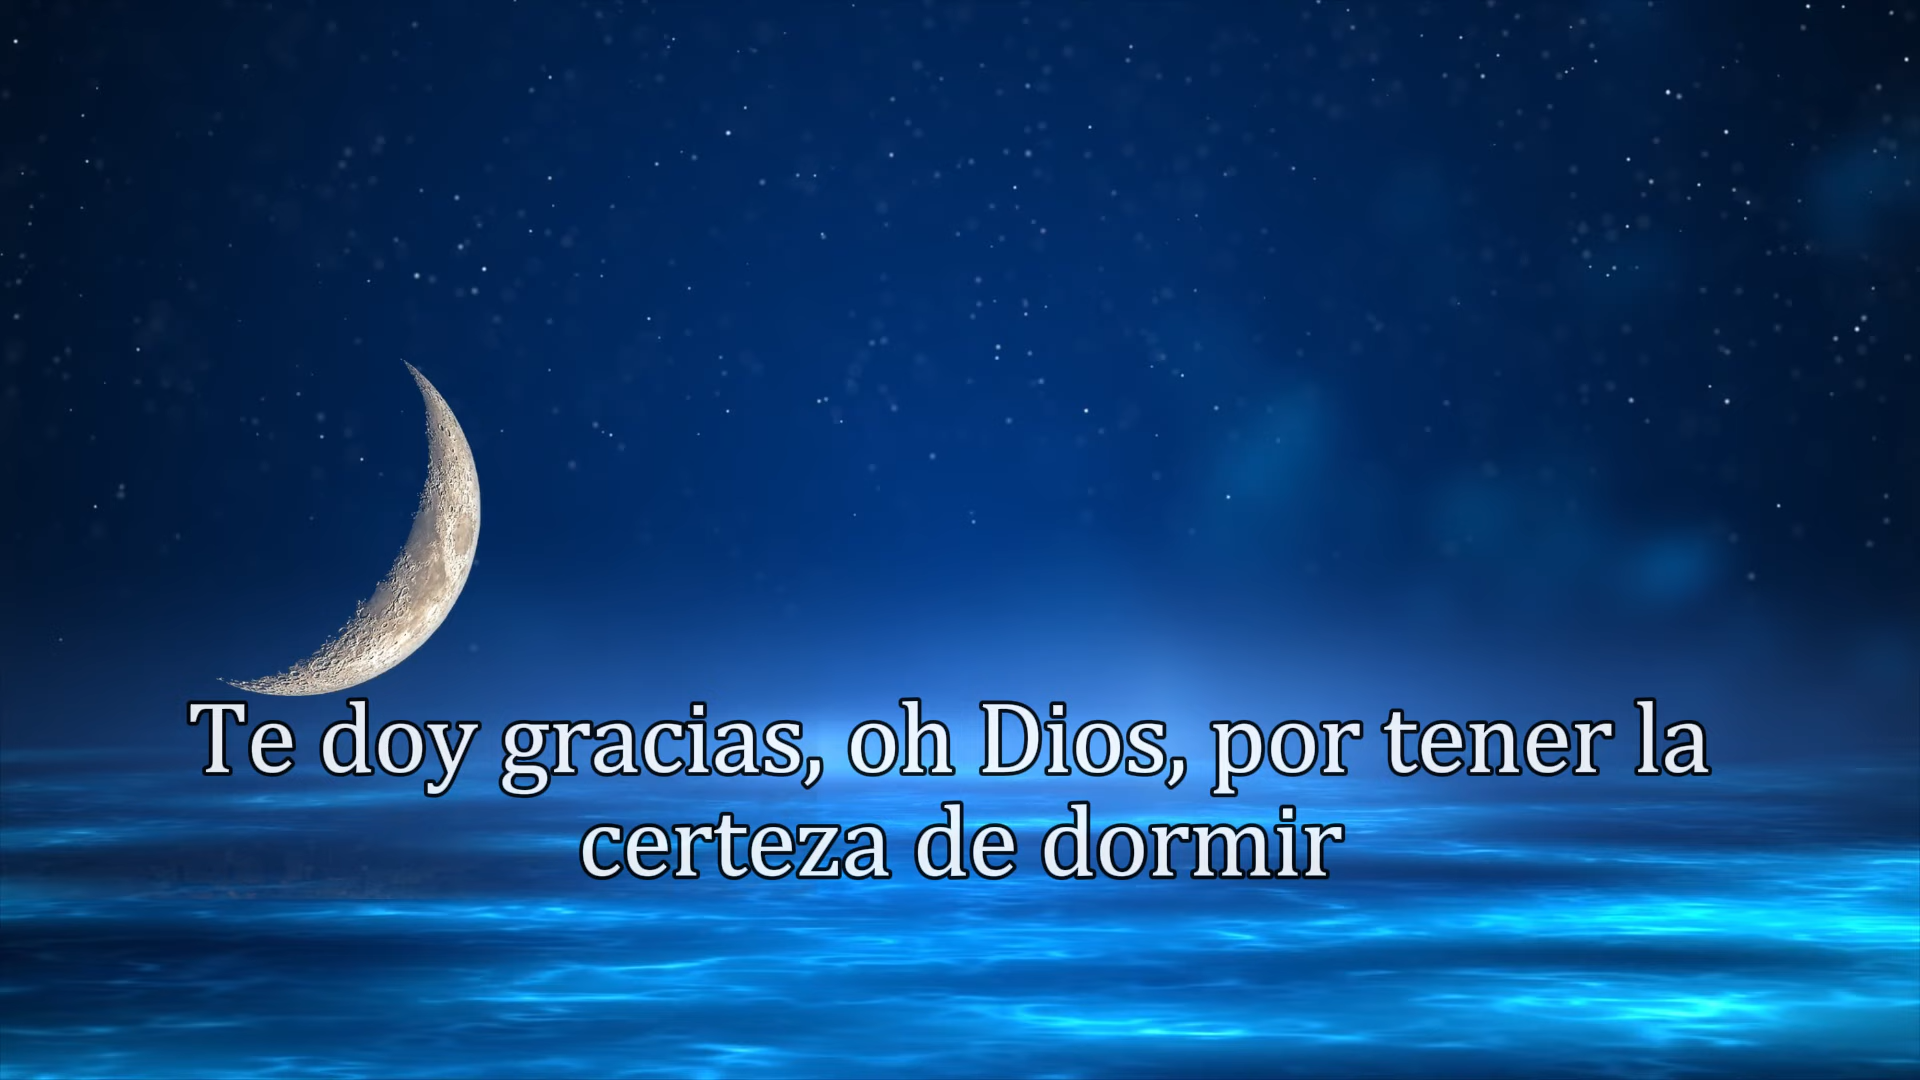 Te doy gracias, oh Dios, por tener la
certeza de dormir